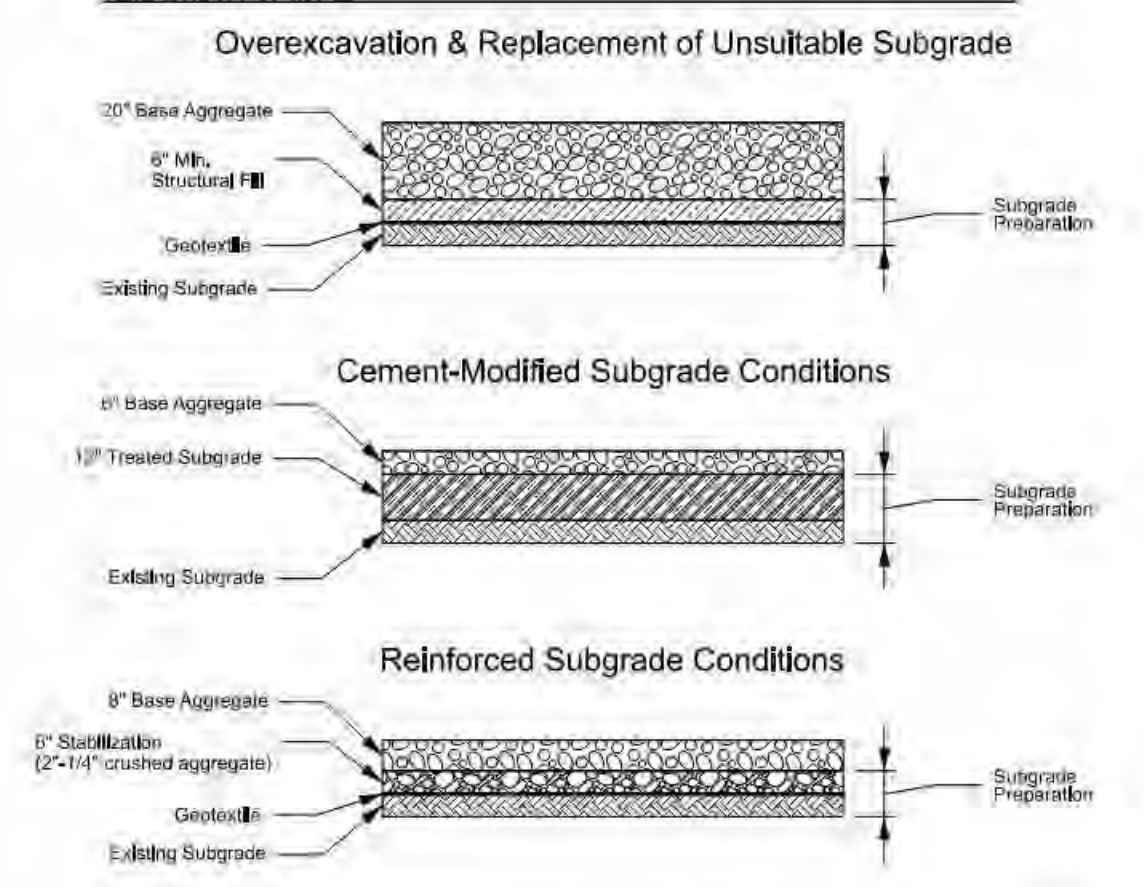 Overexcavation & Replacement of Unsuitable Subgrade
20" Base Aggregate
6" Min.
Structural Fill
Geotextile
Existing Subgrade
Subgrade
Preparation
Cement-Modified Subgrade Conditions
6" Base Aggregate
12" Treated Subgrade
Existing Subgrade
Subgrade
Preparation
Reinforced Subgrade Conditions
8" Base Aggregate
6" Stabilization
(2"-1/4" crushed aggregate)
Geotextile
Existing Subgrade
Subgrade
Preparation